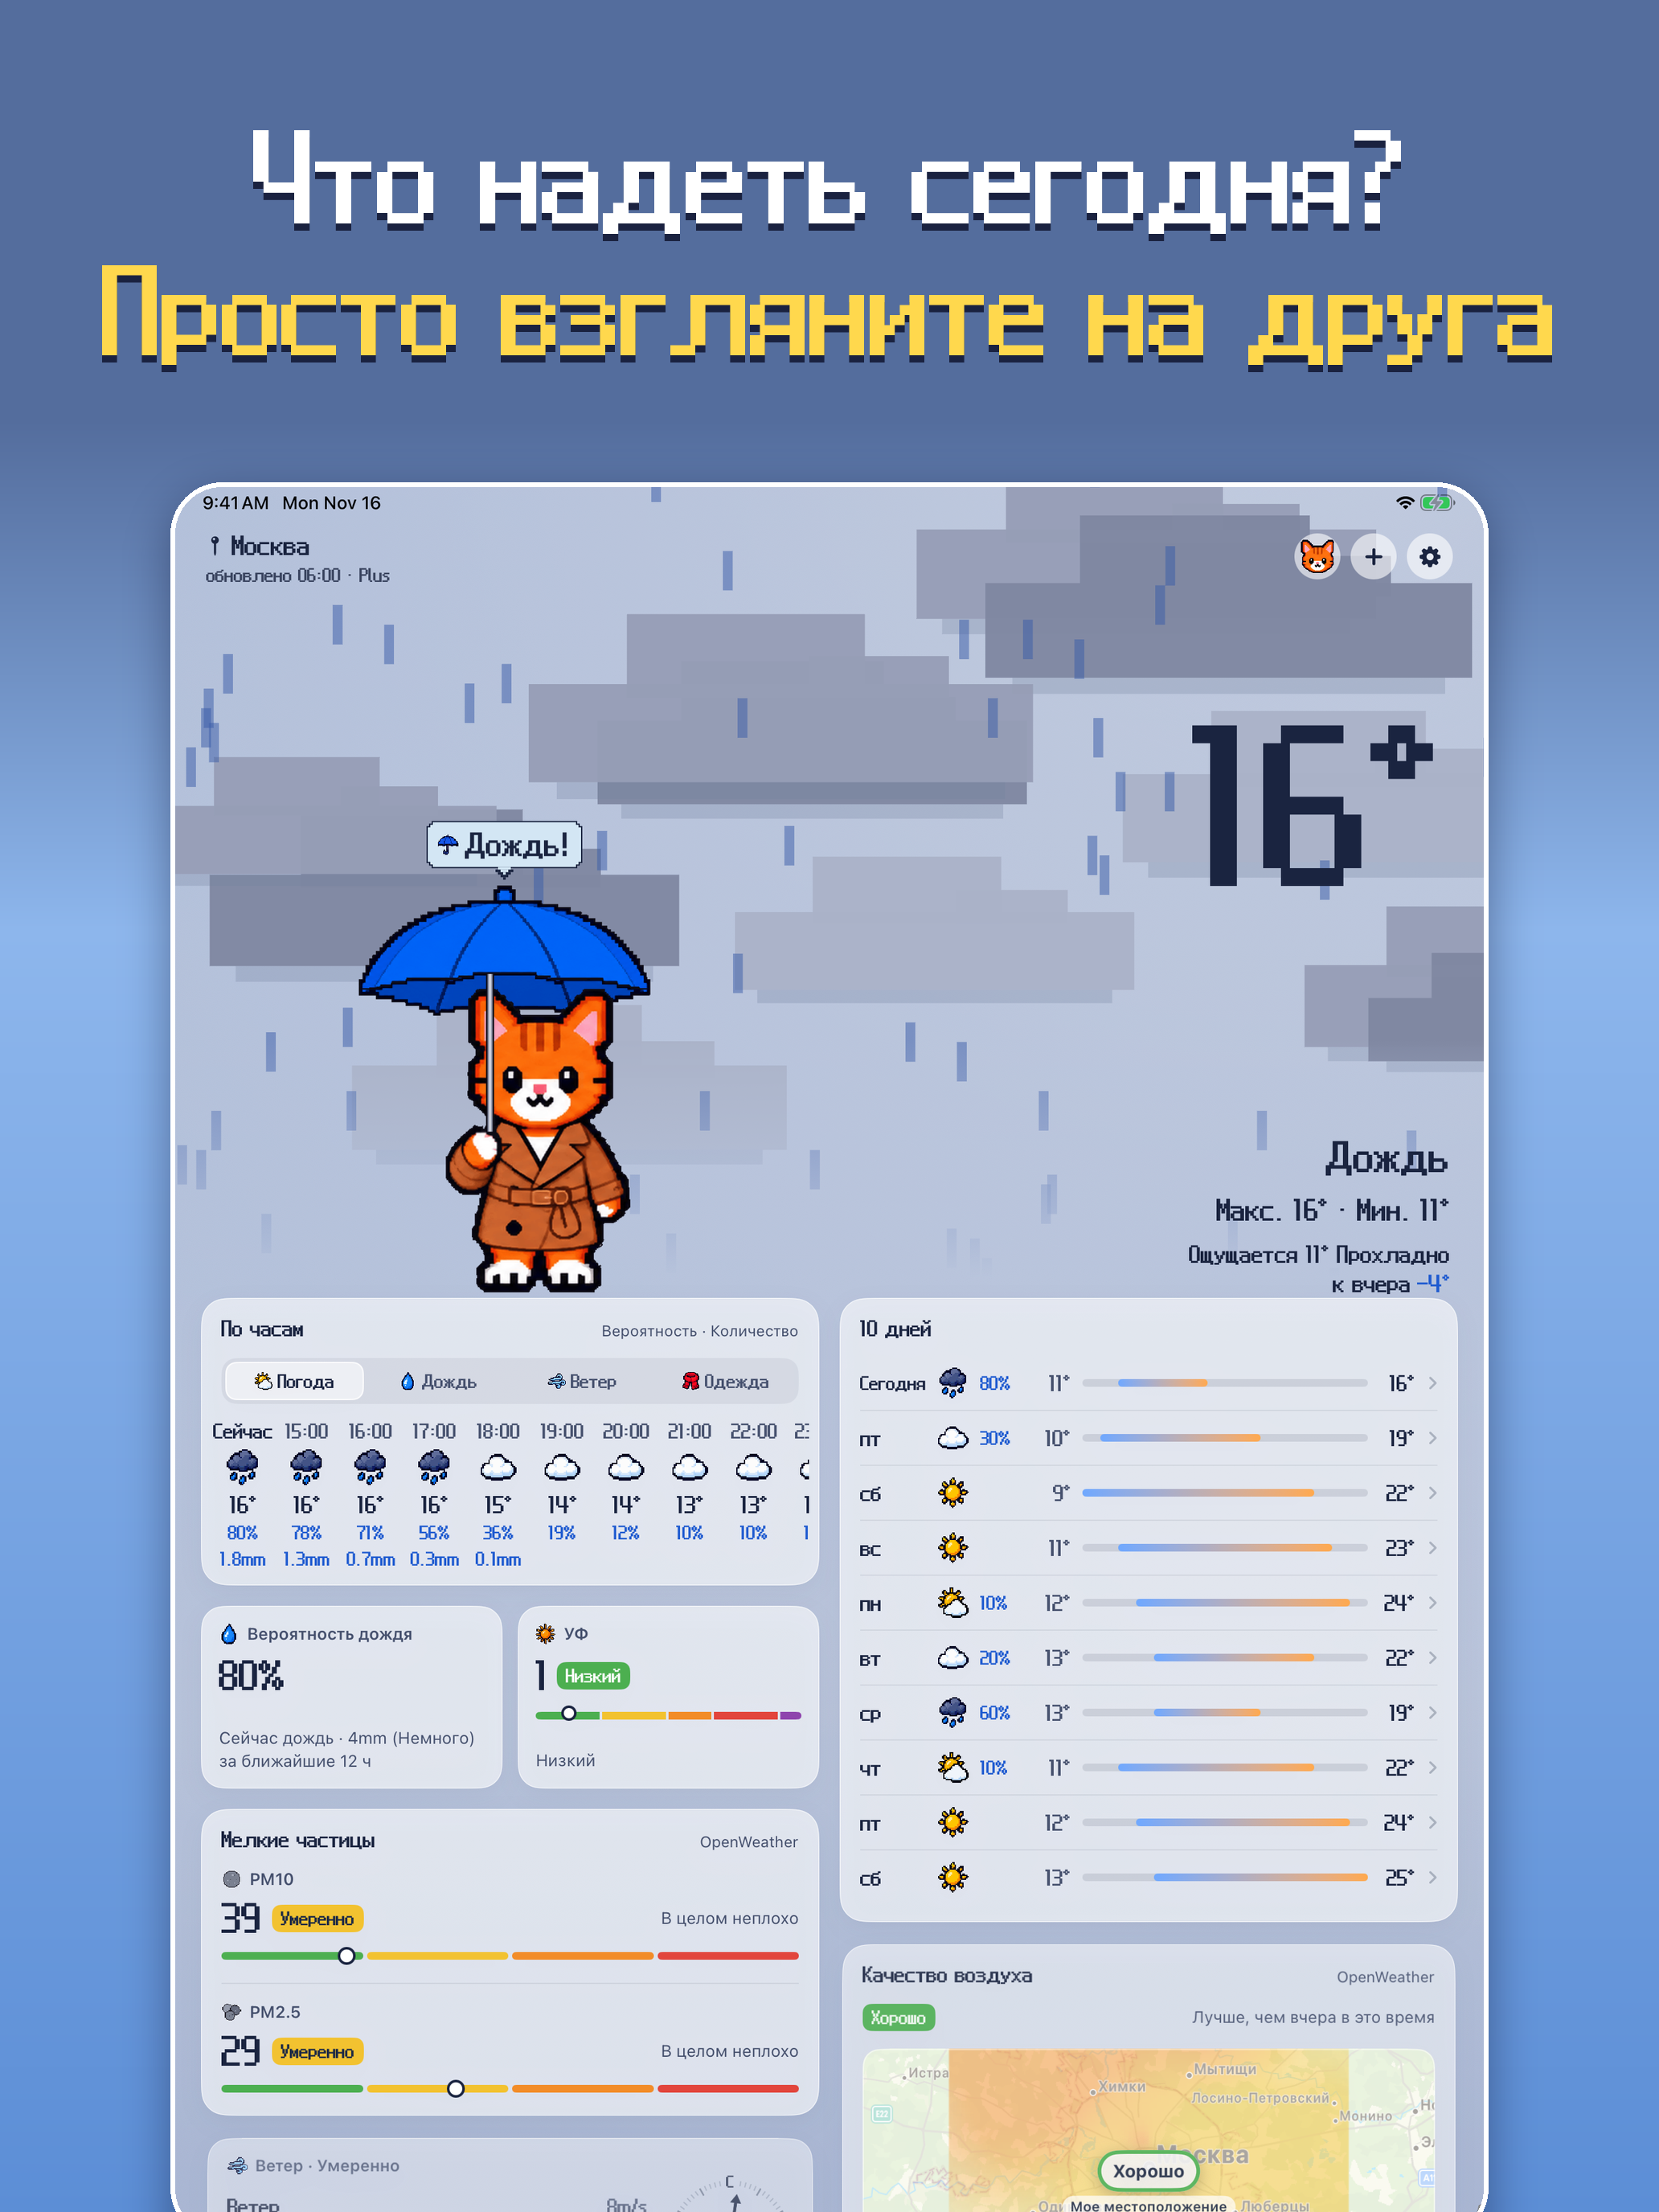 Что надеть сегодня?
Просто взгляните на друга
9:41 AM Mon Nov 16
Москва
обновлено 06:00 · Plus
16°
Дождь!
Дождь
Макс. 16° · Мин. 11°
Ощущается 11° Прохладно
к вчера −4°
По часам Вероятность · Количество
Погода Дождь Ветер Одежда
Сейчас 15:00 16:00 17:00 18:00 19:00 20:00 21:00 22:00
16° 16° 16° 16° 15° 14° 14° 13° 13°
80% 78% 71% 56% 36% 19% 12% 10% 10%
1.8mm 1.3mm 0.7mm 0.3mm 0.1mm
Вероятность дождя
80%
Сейчас дождь · 4mm (Немного)
за ближайшие 12 ч
УФ
1 Низкий
Низкий
Мелкие частицы OpenWeather
PM10
39 Умеренно В целом неплохо
PM2.5
29 Умеренно В целом неплохо
Ветер · Умеренно
Ветер 8m/s
С
10 дней
Сегодня 80% 11° 16°
пт 30% 10° 19°
сб 9° 22°
вс 11° 23°
пн 10% 12° 24°
вт 20% 13° 22°
ср 60% 13° 19°
чт 10% 11° 22°
пт 12° 24°
сб 13° 25°
Качество воздуха OpenWeather
Хорошо Лучше, чем вчера в это время
Истра
Мытищи
Химки
Лосино-Петровский
E22
Монино
Москва
Хорошо
Мое местоположение
Люберцы